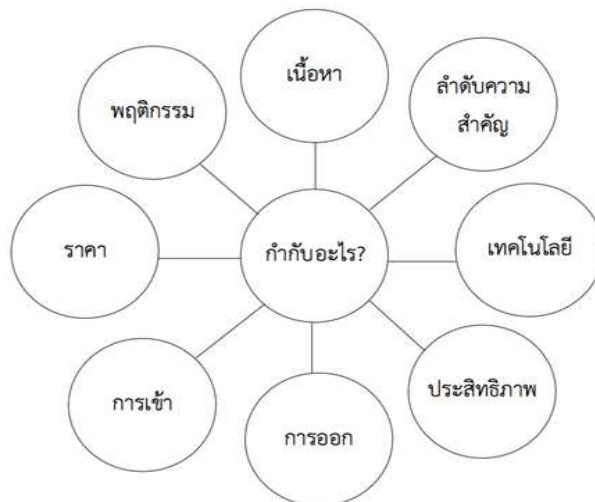 เนื้อหา
ลำดับความ
สำคัญ
พฤติกรรม
ราคา
กำกับอะไร?
เทคโนโลยี
การเข้า
ประสิทธิภาพ
การออก